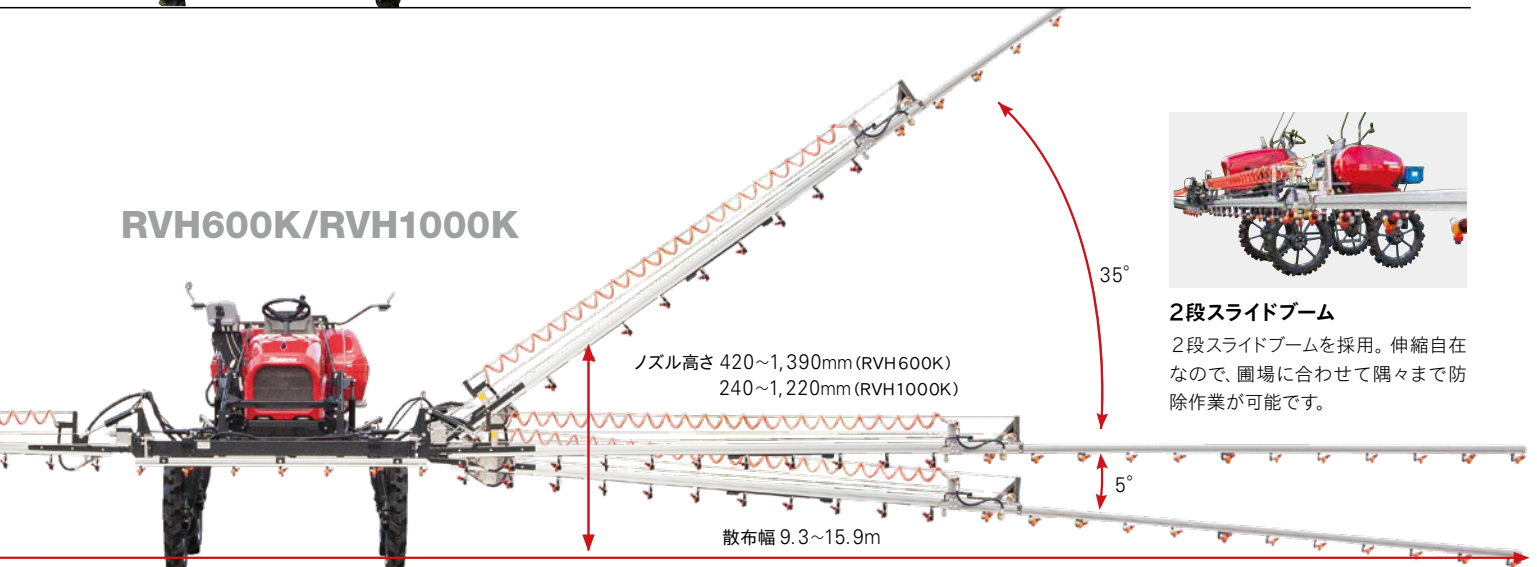 RVH600K/RVH1000K
35°
2段スライドブーム
2段スライドブームを採用。伸縮自在
なので、圃場に合わせて隅々まで防
除作業が可能です。
ノズル高さ 420~1,390mm(RVH600K)
240~1,220mm(RVH1000K)
5°
散布幅 9.3~15.9m